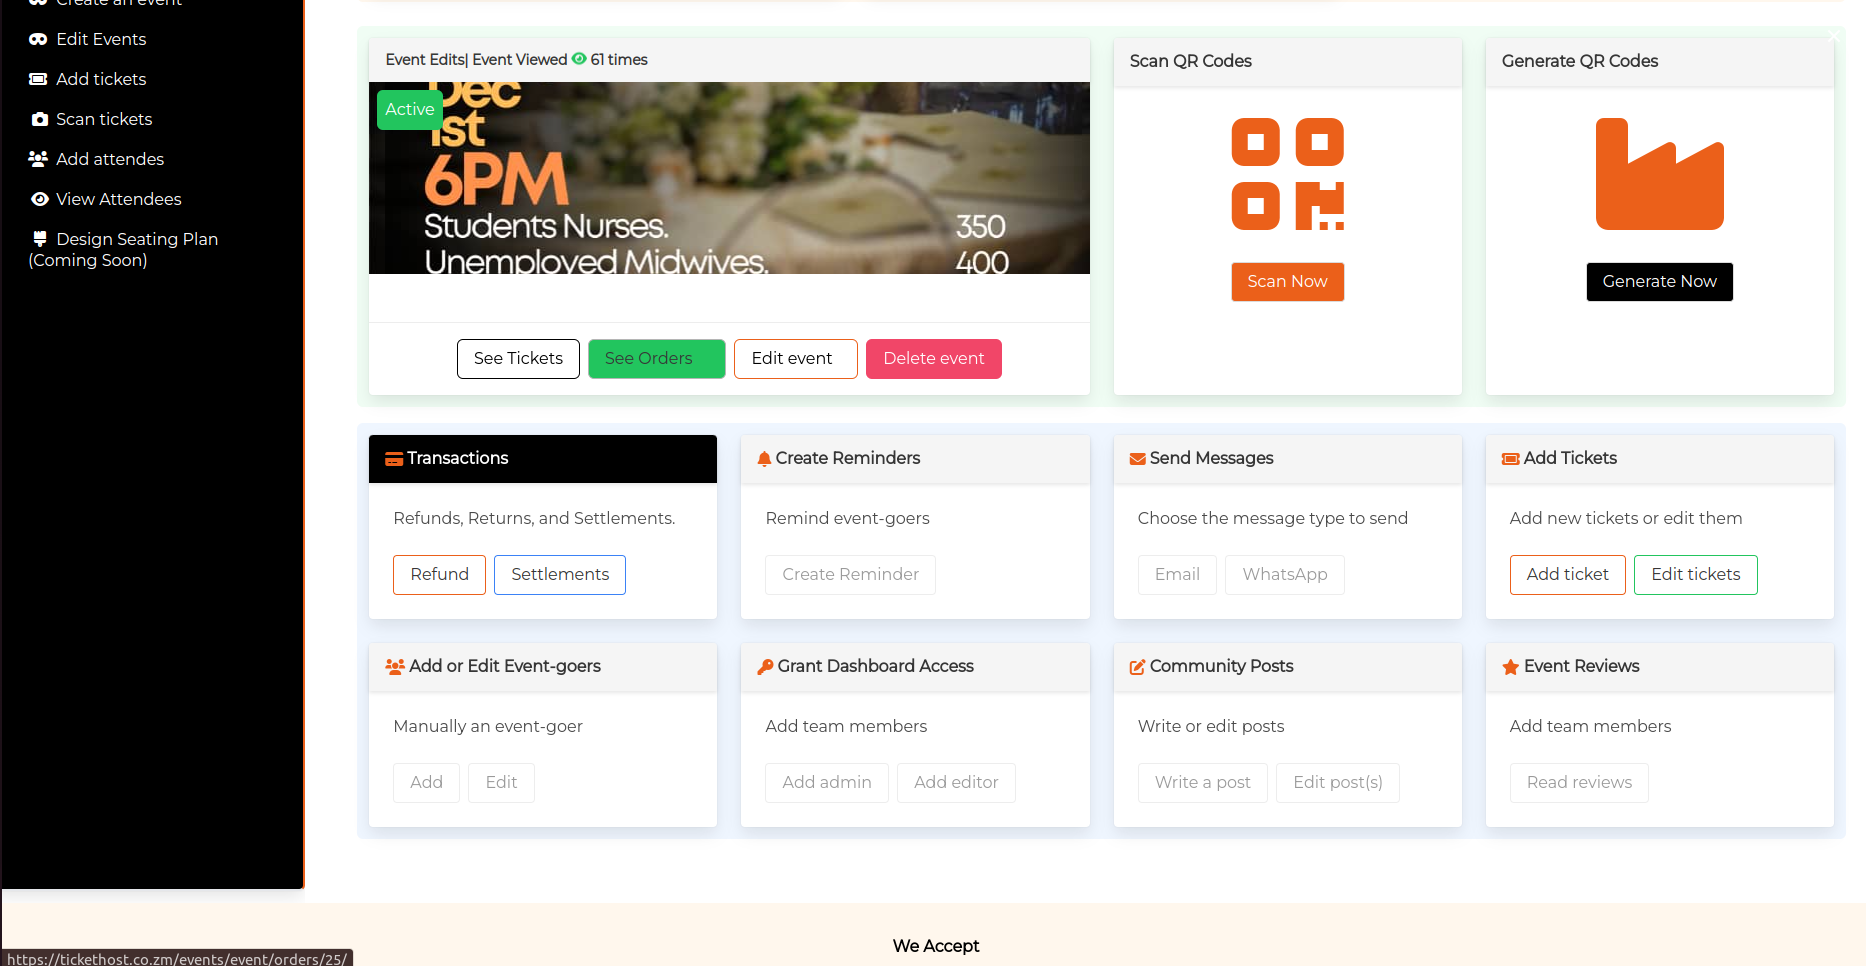 Create an event
Edit Events
Add tickets
Scan tickets
Add attendes
View Attendees
Design Seating Plan
(Coming Soon)
Event Edits| Event Viewed 61 times
Active
Dec
1st
6PM
Students Nurses. 350
Unemployed Midwives. 400
See Tickets See Orders Edit event Delete event
Scan QR Codes
Scan Now
Generate QR Codes
Generate Now
Transactions
Refunds, Returns, and Settlements.
Refund Settlements
Create Reminders
Remind event-goers
Create Reminder
Send Messages
Choose the message type to send
Email WhatsApp
Add Tickets
Add new tickets or edit them
Add ticket Edit tickets
Add or Edit Event-goers
Manually an event-goer
Add Edit
Grant Dashboard Access
Add team members
Add admin Add editor
Community Posts
Write or edit posts
Write a post Edit post(s)
Event Reviews
Add team members
Read reviews
We Accept
https://tickethost.co.zm/events/event/orders/25/